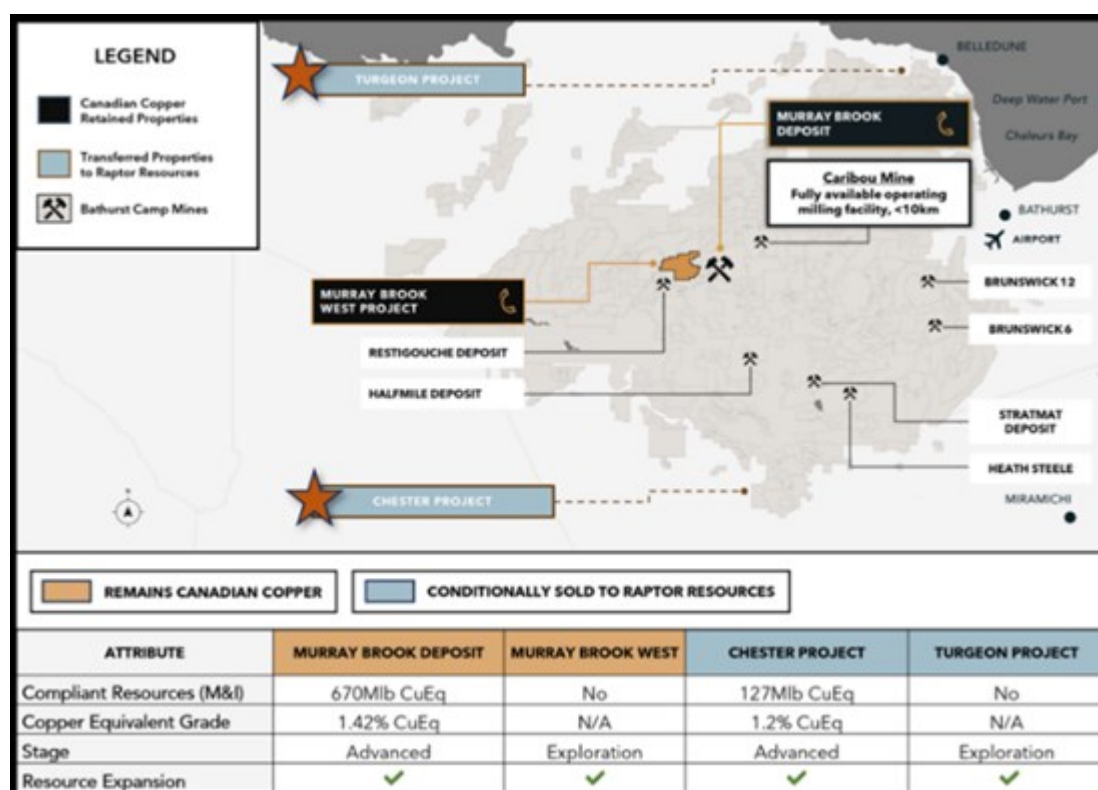 LEGEND
Canadian Copper
Retained Properties
Transferred Properties
to Raptor Resources
Bathurst Camp Mines
TURGEON PROJECT
BELLEDUNE
Deep Water Port
Chaleurs Bay
MURRAY BROOK
DEPOSIT
Caribou Mine
Fully available operating
milling facility, <10km
BATHURST
AIRPORT
MURRAY BROOK
WEST PROJECT
BRUNSWICK 12
BRUNSWICK 6
RESTIGOUCHE DEPOSIT
HALFMILE DEPOSIT
STRATMAT
DEPOSIT
HEATH STEELE
CHESTER PROJECT
MIRAMICHI
REMAINS CANADIAN COPPER
CONDITIONALLY SOLD TO RAPTOR RESOURCES
ATTRIBUTE MURRAY BROOK DEPOSIT MURRAY BROOK WEST CHESTER PROJECT TURGEON PROJECT
Compliant Resources (M&I) 670Mlb CuEq No 127Mlb CuEq No
Copper Equivalent Grade 1.42% CuEq N/A 1.2% CuEq N/A
Stage Advanced Exploration Advanced Exploration
Resource Expansion ✓ ✓ ✓ ✓